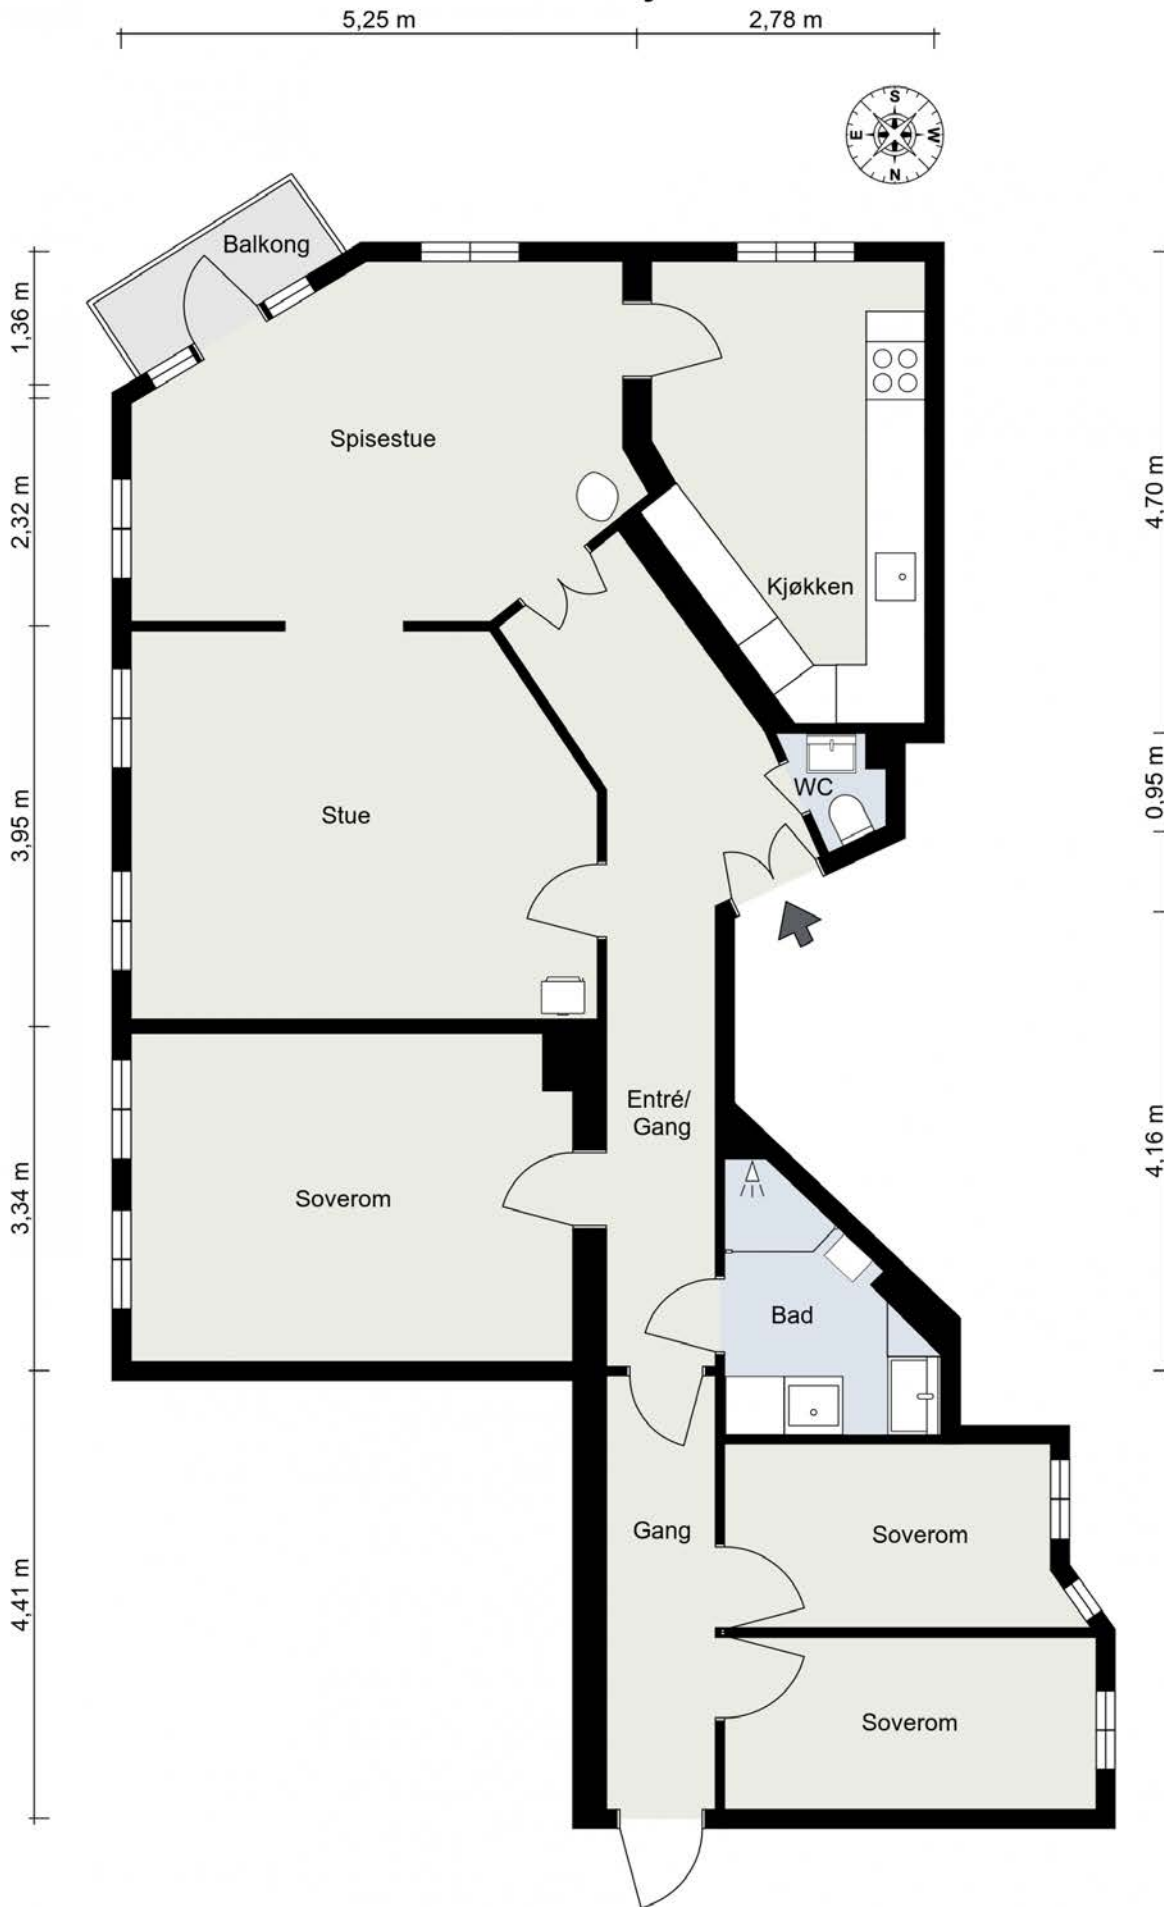 5,25 m
2,78 m
S
E
W
N
Balkong
1,36 m
Spisestue
4,70 m
2,32 m
Kjøkken
WC
0,95 m
Stue
3,95 m
Entré/
Gang
4,16 m
Soverom
3,34 m
Bad
Gang
Soverom
4,41 m
Soverom